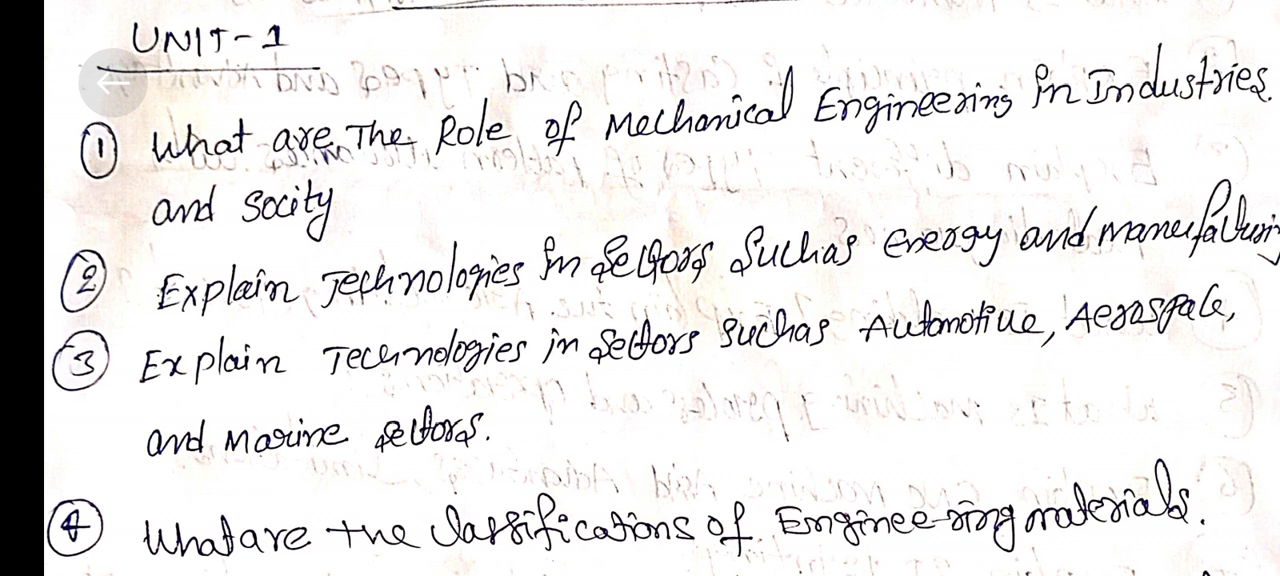 UNIT-1
① What are The Role of Mechanical Engineering in Industries.
and Socity
② Explain Technologies in Sectors Suchas energy and manufacturin
③ Explain Technologies in Sectors Suchas Automotive, Aerospace,
and Marine Sectors.
④ What are the classifications of Engineering materials.